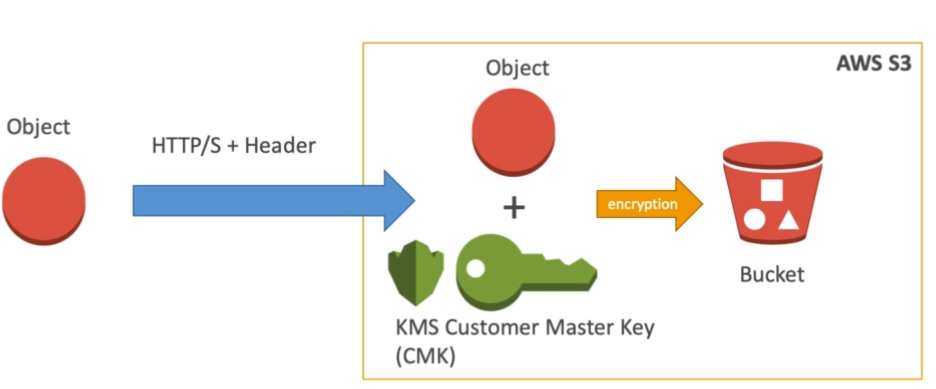 AWS S3
Object
Object
HTTP/S + Header
+
encryption
Bucket
KMS Customer Master Key
(CMK)